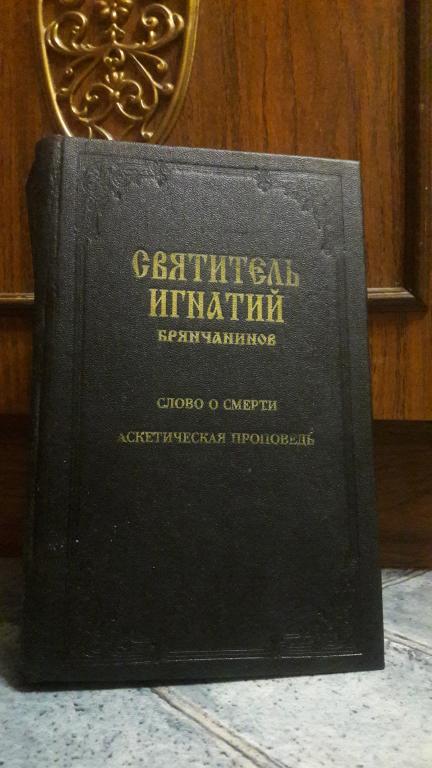 СВЯТИТЕЛЬ
ИГНАТИЙ
БРЯНЧАНИНОВ
СЛОВО О СМЕРТИ
АСКЕТИЧЕСКАЯ ПРОПОВЕДЬ